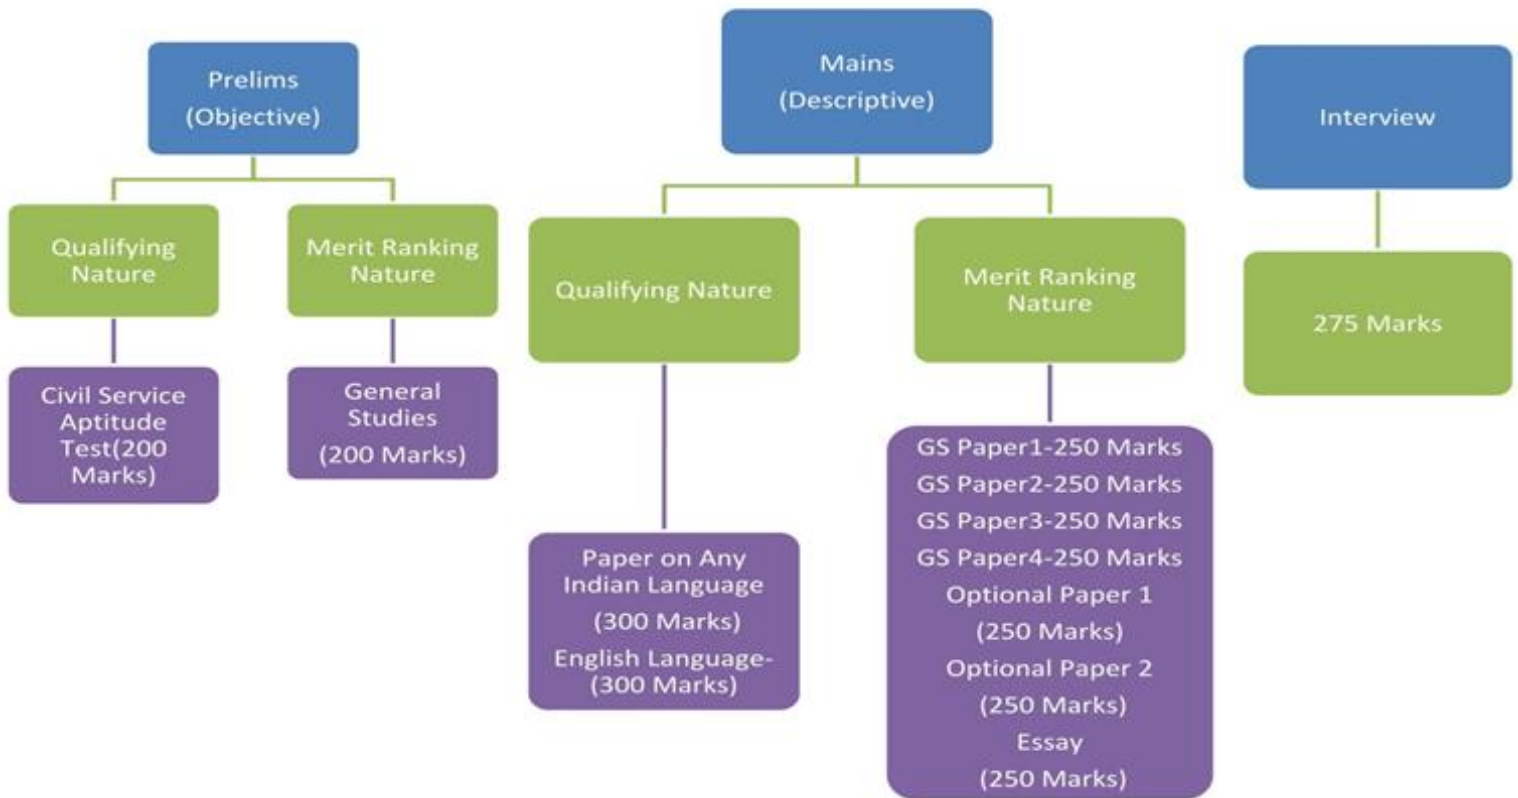 Prelims
(Objective)
Qualifying
Nature
Merit Ranking
Nature
Civil Service
Aptitude
Test(200
Marks)
General
Studies
(200 Marks)
Mains
(Descriptive)
Qualifying Nature
Merit Ranking
Nature
Paper on Any
Indian Language
(300 Marks)
English Language-
(300 Marks)
GS Paper1-250 Marks
GS Paper2-250 Marks
GS Paper3-250 Marks
GS Paper4-250 Marks
Optional Paper 1
(250 Marks)
Optional Paper 2
(250 Marks)
Essay
(250 Marks)
Interview
275 Marks